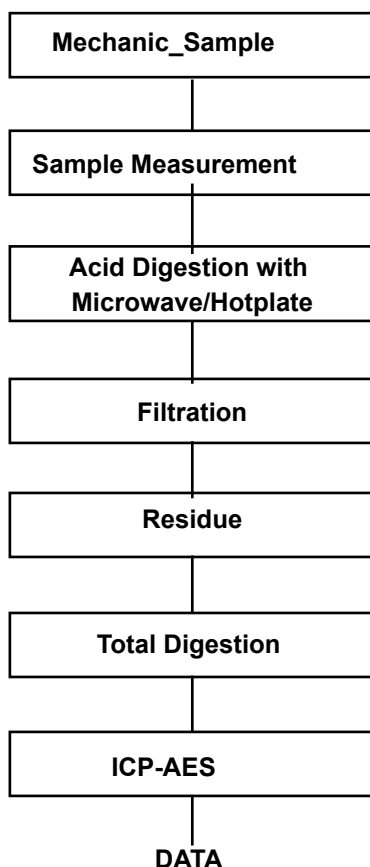 Mechanic_Sample
Sample Measurement
Acid Digestion with
Microwave/Hotplate
Filtration
Residue
Total Digestion
ICP-AES
DATA